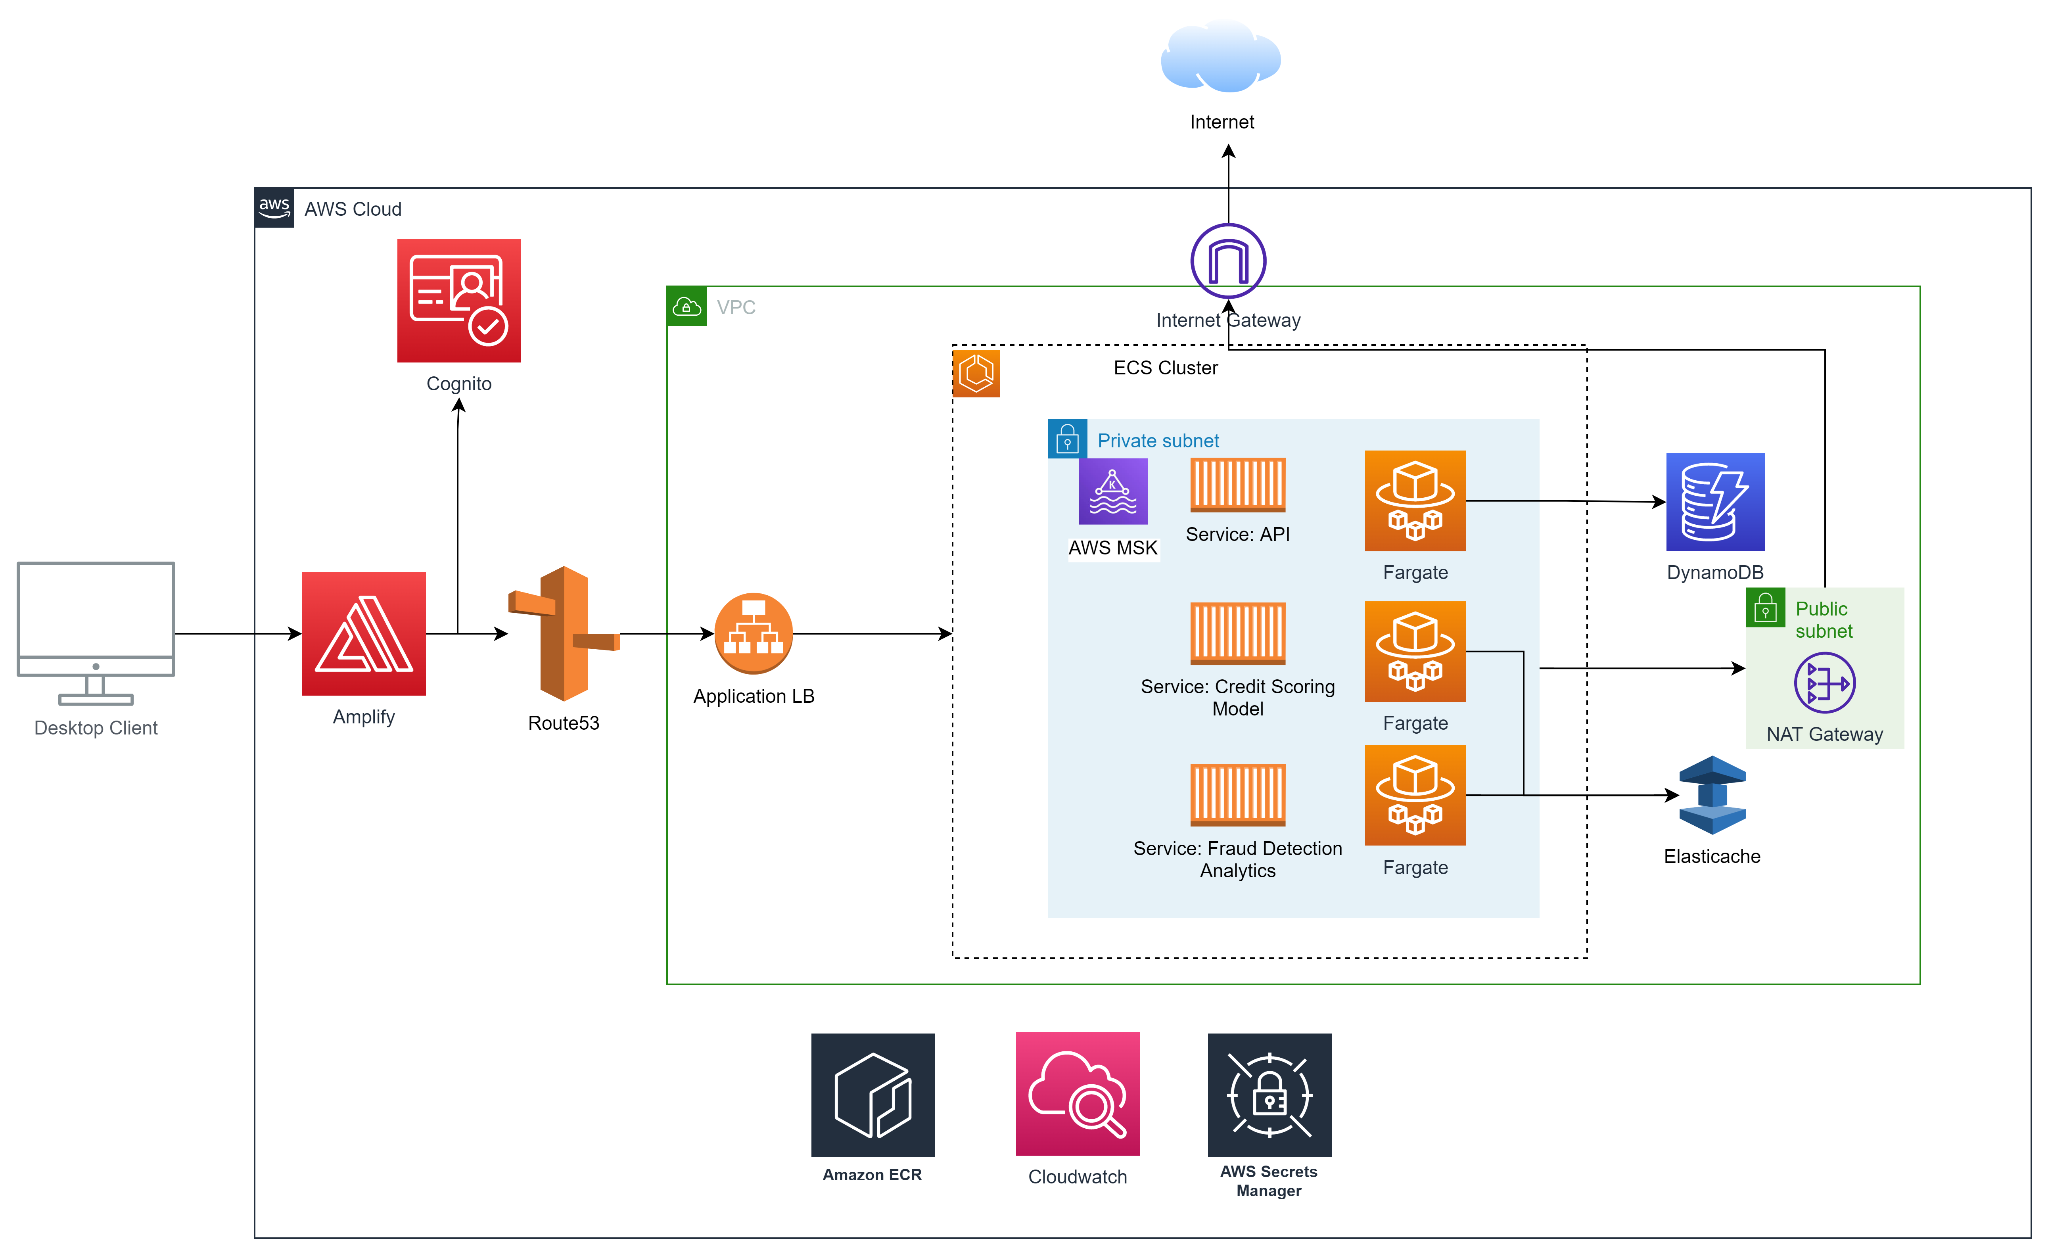 Internet
aws
AWS Cloud
Cognito
VPC
Internet Gateway
ECS Cluster
Private subnet
K
AWS MSK
Service: API
Fargate
DynamoDB
Public
subnet
NAT Gateway
Service: Credit Scoring
Model
Fargate
Service: Fraud Detection
Analytics
Fargate
Elasticache
Desktop Client
Amplify
Route53
Application LB
Amazon ECR
Cloudwatch
AWS Secrets
Manager